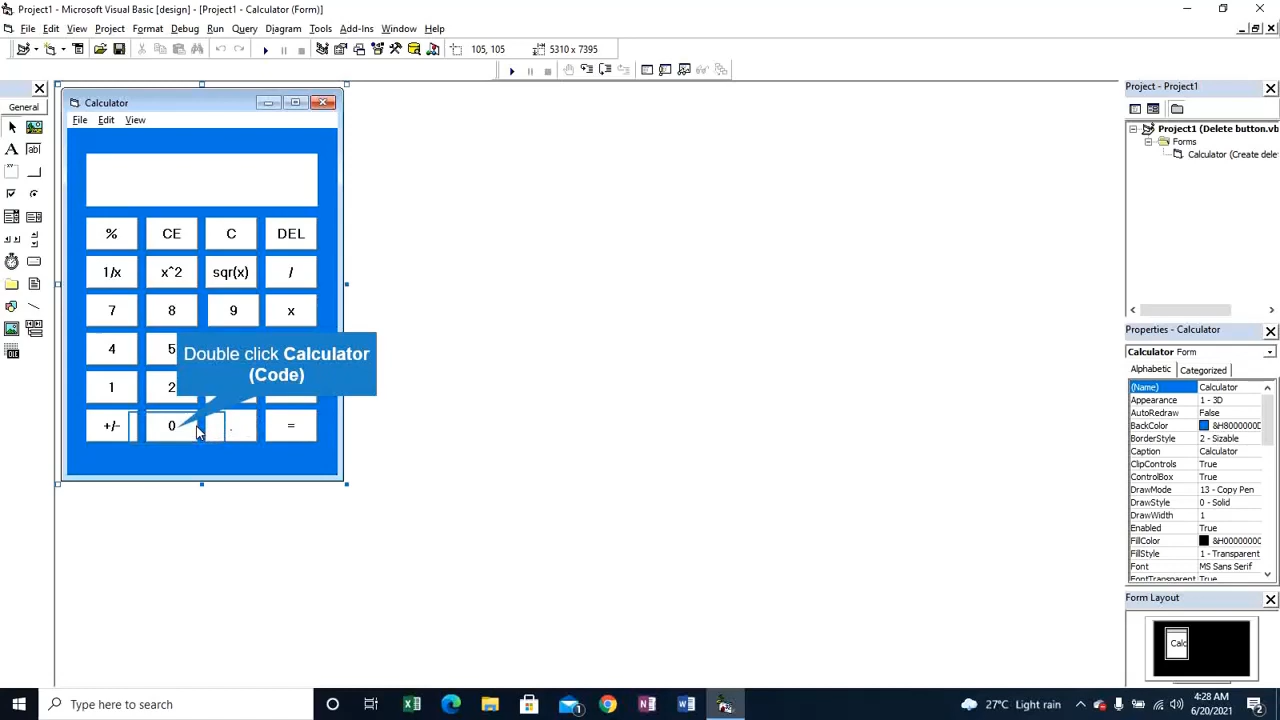 Project1 - Microsoft Visual Basic [design] - [Project1 - Calculator (Form)]
File Edit View Project Format Debug Run Query Diagram Tools Add-Ins Window Help
105, 105 5310 x 7395
General
Calculator
File Edit View
% CE C DEL
1/x x^2 sqr(x) /
7 8 9 x
4 5
1 2
+/- 0 . =
Double click Calculator
(Code)
Project - Project1
Project1 (Delete button.vb
Forms
Calculator (Create dele
Properties - Calculator
Calculator Form
Alphabetic Categorized
(Name) Calculator
Appearance 1 - 3D
AutoRedraw False
BackColor &H8000000D
BorderStyle 2 - Sizable
Caption Calculator
ClipControls True
ControlBox True
DrawMode 13 - Copy Pen
DrawStyle 0 - Solid
DrawWidth 1
Enabled True
FillColor &H0000000
FillStyle 1 - Transparent
Font MS Sans Serif
FontTransparent True
Form Layout
Calc
Type here to search
27°C Light rain
4:28 AM
6/20/2021